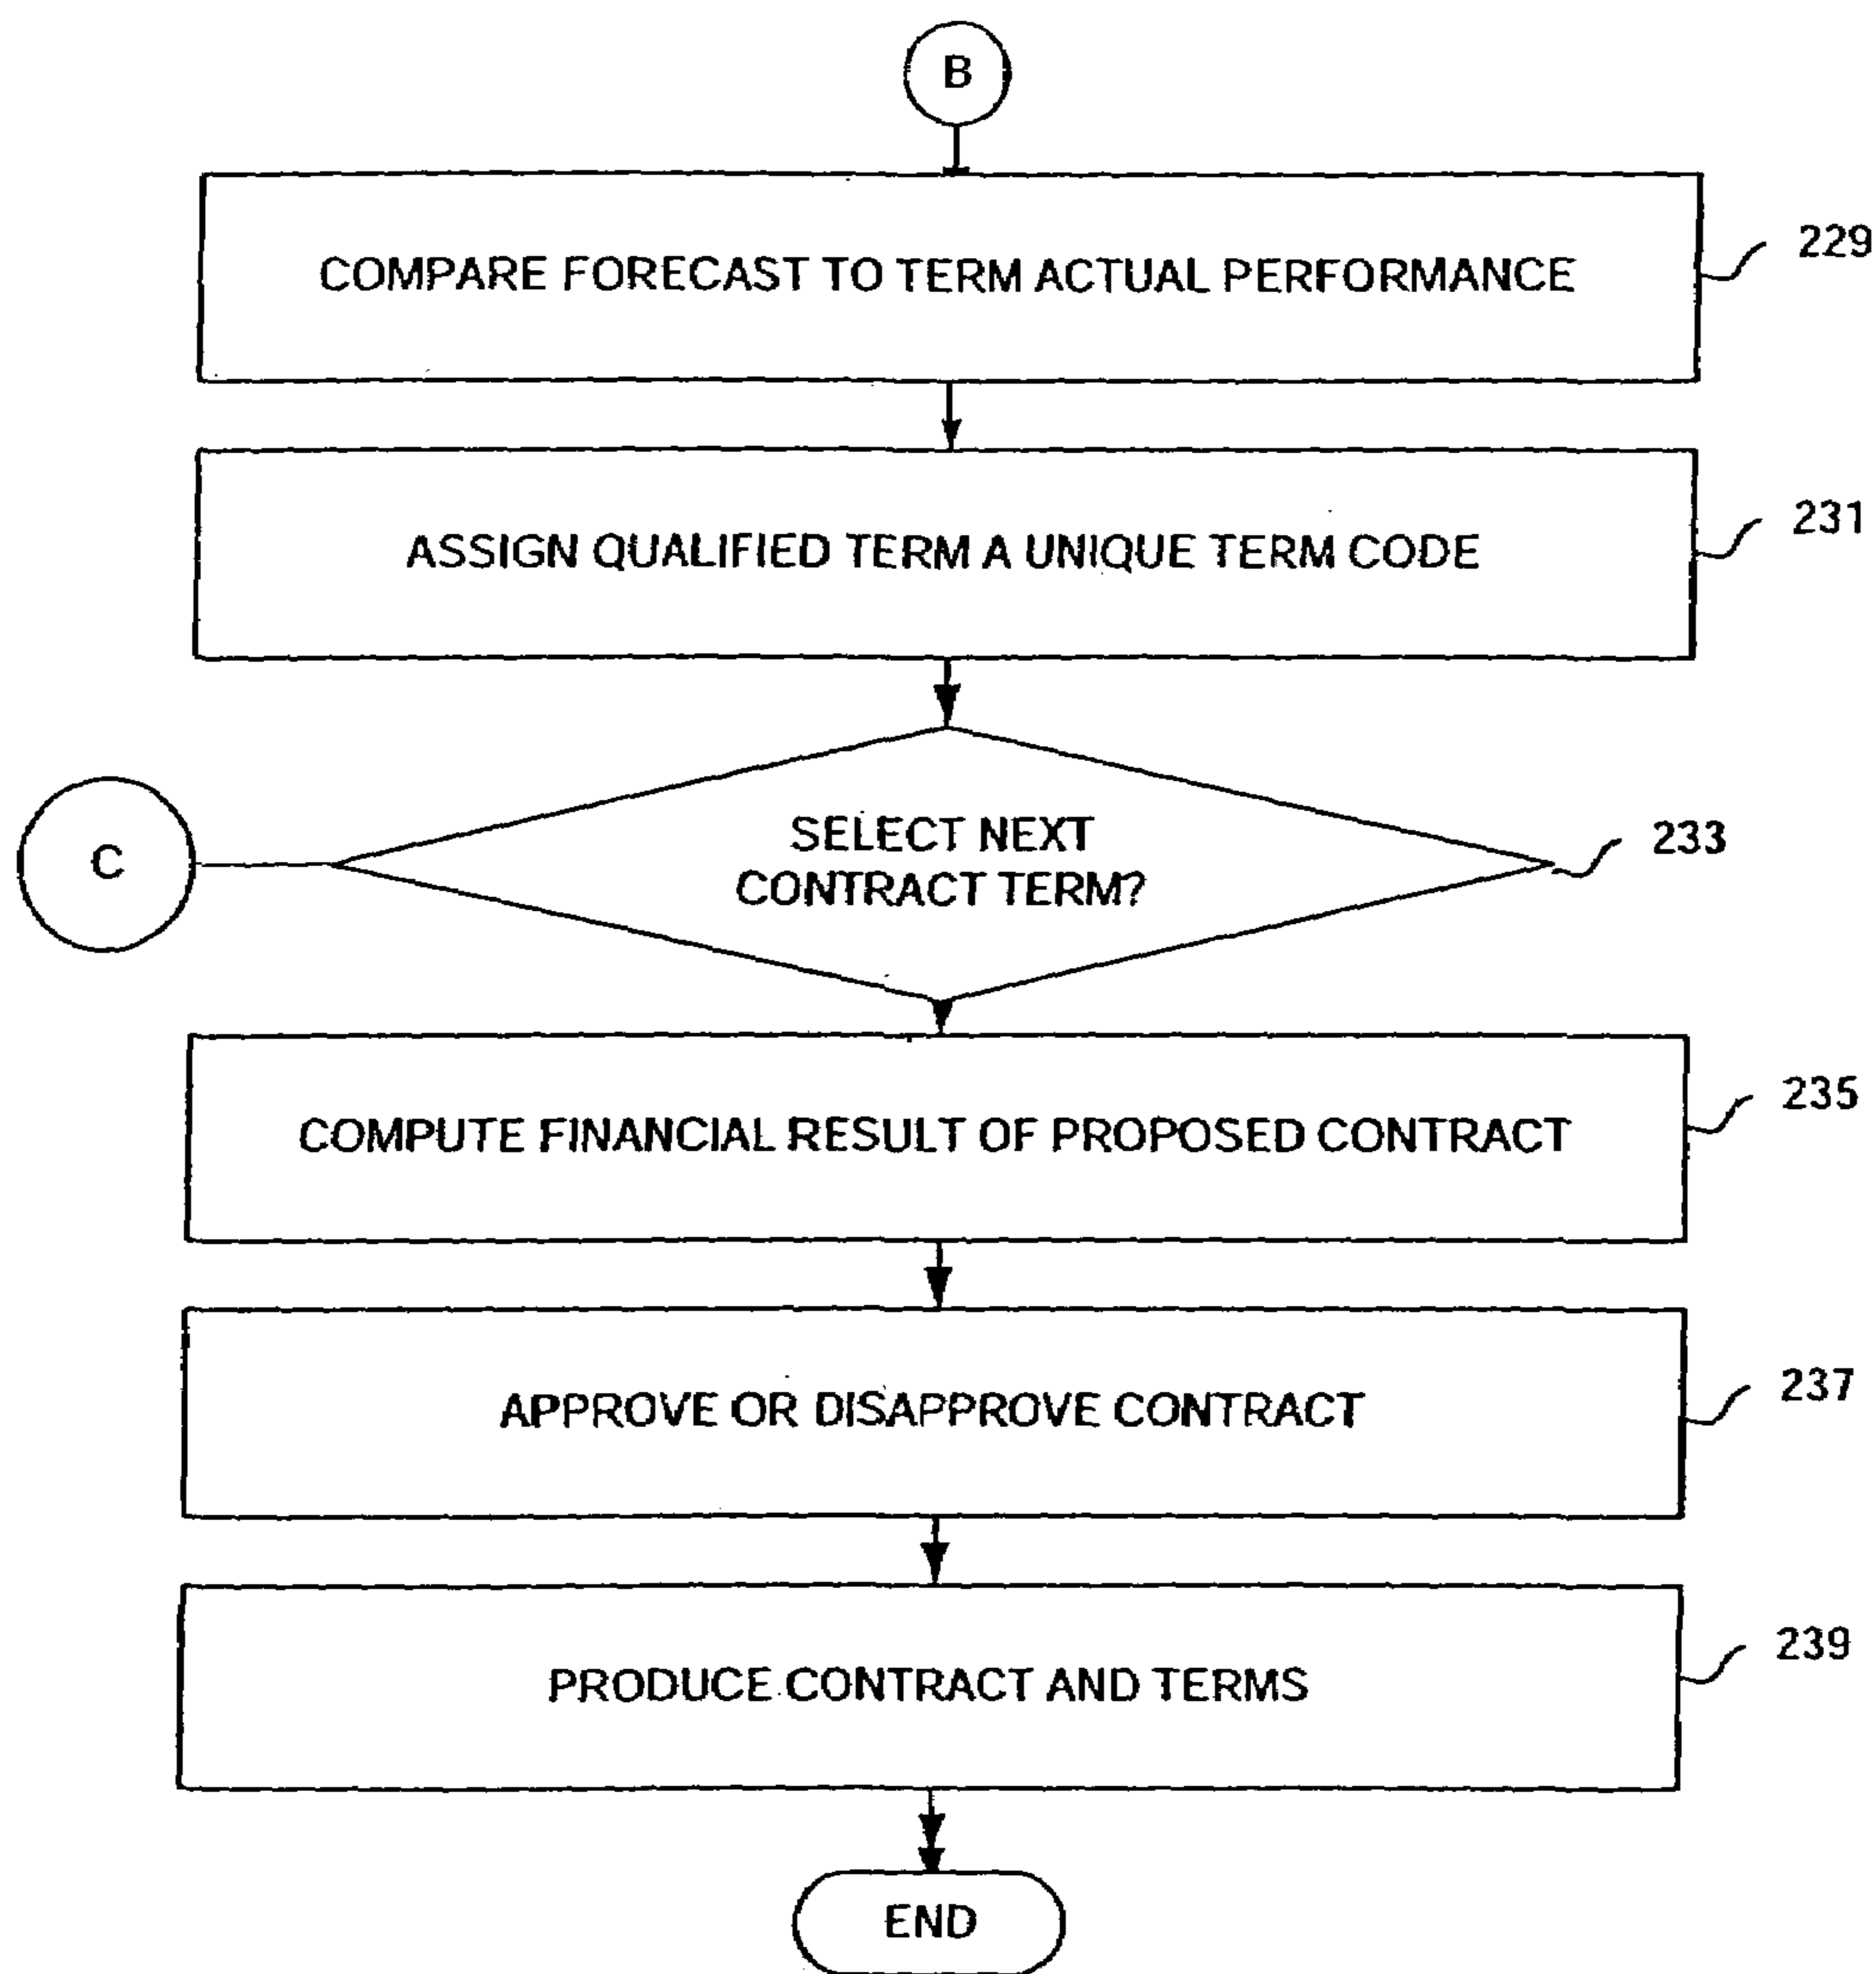 B
COMPARE FORECAST TO TERM ACTUAL PERFORMANCE
229
ASSIGN QUALIFIED TERM A UNIQUE TERM CODE
231
C
SELECT NEXT
CONTRACT TERM?
233
COMPUTE FINANCIAL RESULT OF PROPOSED CONTRACT
235
APPROVE OR DISAPPROVE CONTRACT
237
PRODUCE CONTRACT AND TERMS
239
END